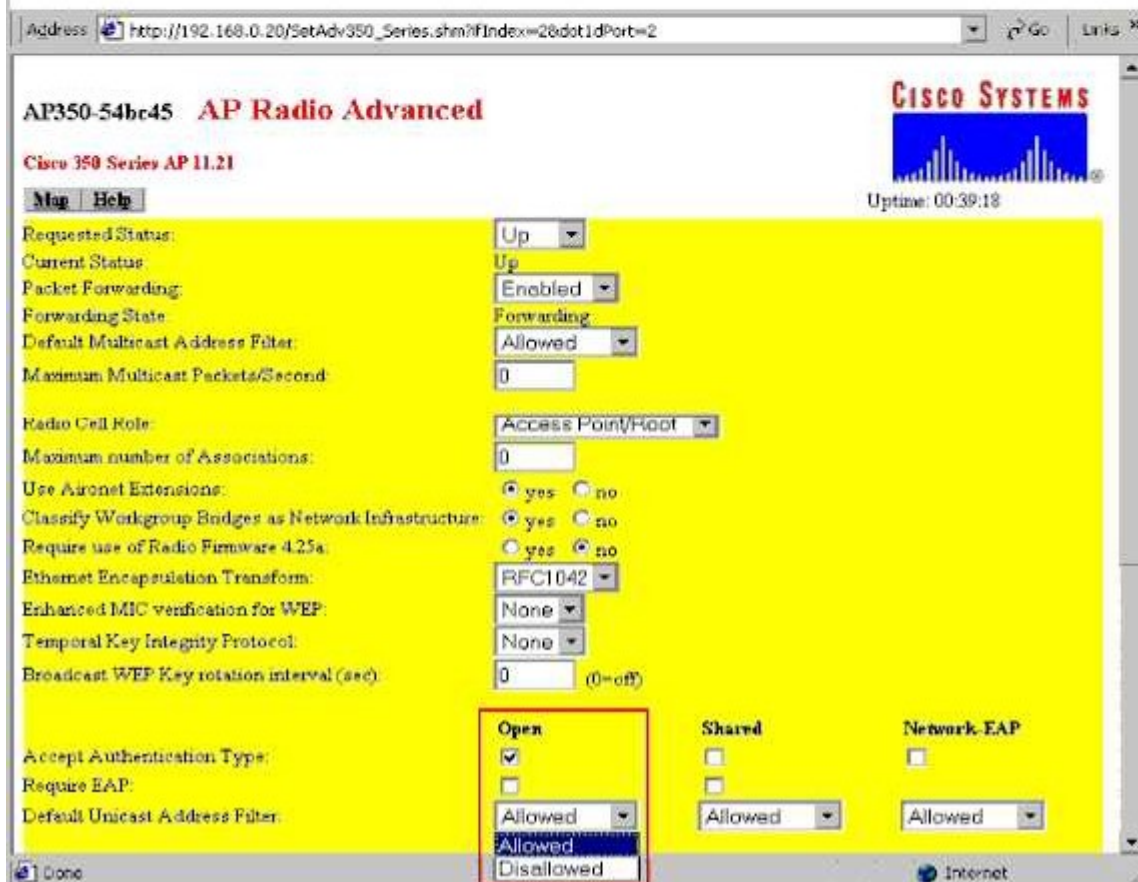 Address http://192.168.0.20/SetAdv350_Series.shm?ifIndex=2&dot1dPort=2 Go Links »
AP350-54bc45 AP Radio Advanced
CISCO SYSTEMS
Cisco 350 Series AP 11.21
Map Help
Uptime: 00:39:18
Requested Status: Up
Current Status: Up
Packet Forwarding: Enabled
Forwarding State: Forwarding
Default Multicast Address Filter: Allowed
Maximum Multicast Packets/Second: 0
Radio Cell Role: Access Point/Root
Maximum number of Associations: 0
Use Aironet Extensions: yes no
Classify Workgroup Bridges as Network Infrastructure: yes no
Require use of Radio Firmware 4.25a: yes no
Ethernet Encapsulation Transform: RFC1042
Enhanced MIC verification for WEP: None
Temporal Key Integrity Protocol: None
Broadcast WEP Key rotation interval (sec): 0 (0=off)
Open Shared Network-EAP
Accept Authentication Type:
Require EAP:
Default Unicast Address Filter: Allowed Allowed Allowed
Allowed
Disallowed
Done Internet